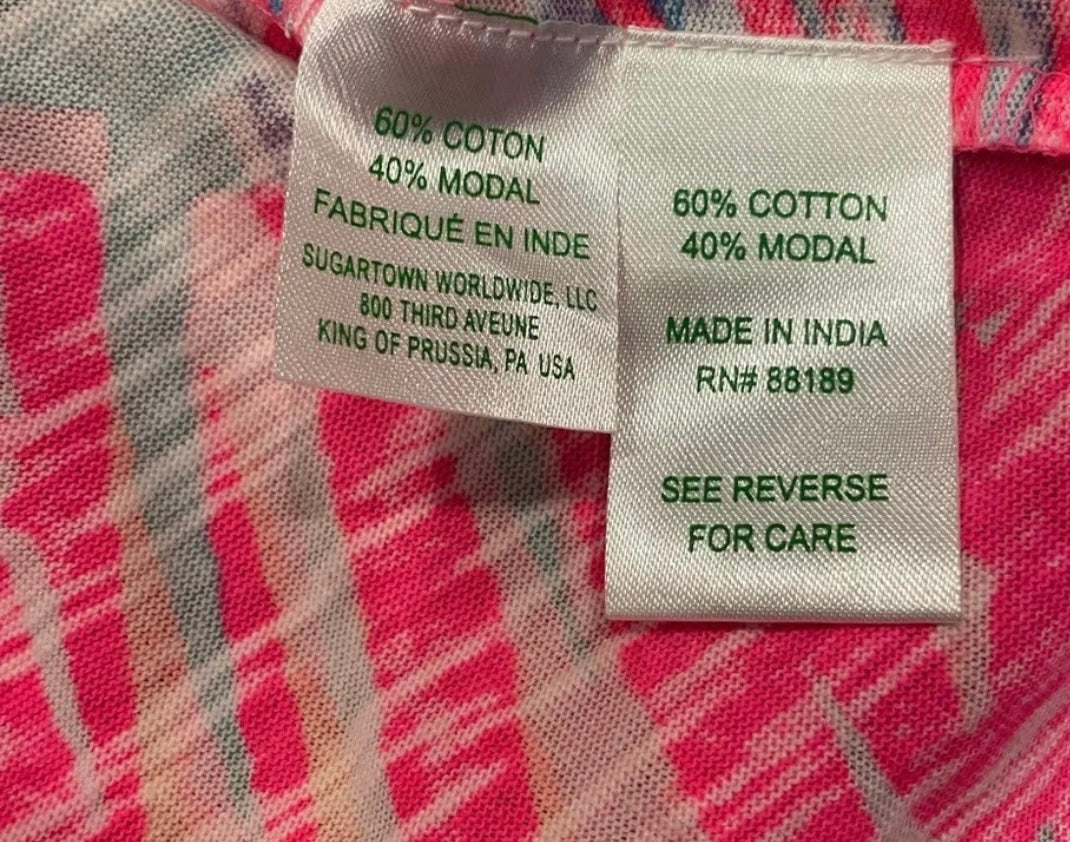 60% COTON
40% MODAL
FABRIQUÉ EN INDE
SUGARTOWN WORLDWIDE, LLC
800 THIRD AVEUNE
KING OF PRUSSIA, PA USA
60% COTTON
40% MODAL
MADE IN INDIA
RN# 88189
SEE REVERSE
FOR CARE